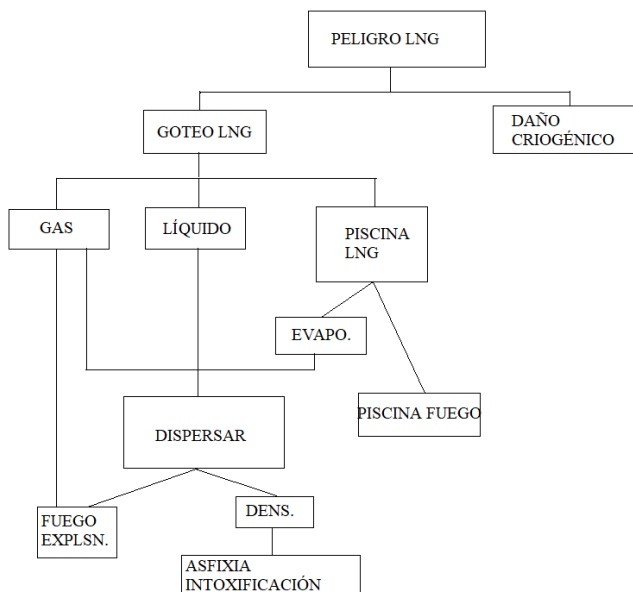 PELIGRO LNG
GOTEO LNG
DAÑO
CRIOGÉNICO
GAS
LÍQUIDO
PISCINA
LNG
EVAPO.
PISCINA FUEGO
DISPERSAR
FUEGO
EXPLSN.
DENS.
ASFIXIA
INTOXIFICACIÓN